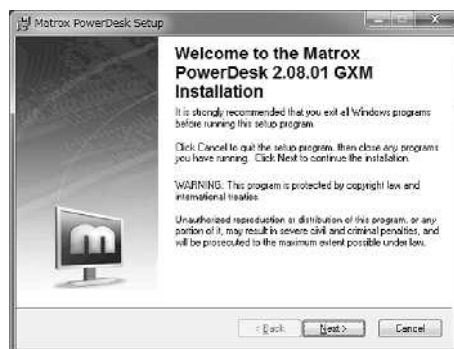 Matrox PowerDesk Setup
Welcome to the Matrox
PowerDesk 2.08.01 GXM
Installation
It is strongly recommended that you exit all Windows programs
before running this setup program.
Click Cancel to quit the setup program, then close any programs
you have running. Click Next to continue the installation.
WARNING: This program is protected by copyright law and
international treaties.
Unauthorized reproduction or distribution of this program, or any
portion of it, may result in severe civil and criminal penalties, and
will be prosecuted to the maximum extent possible under law.
m
< Back
Next >
Cancel